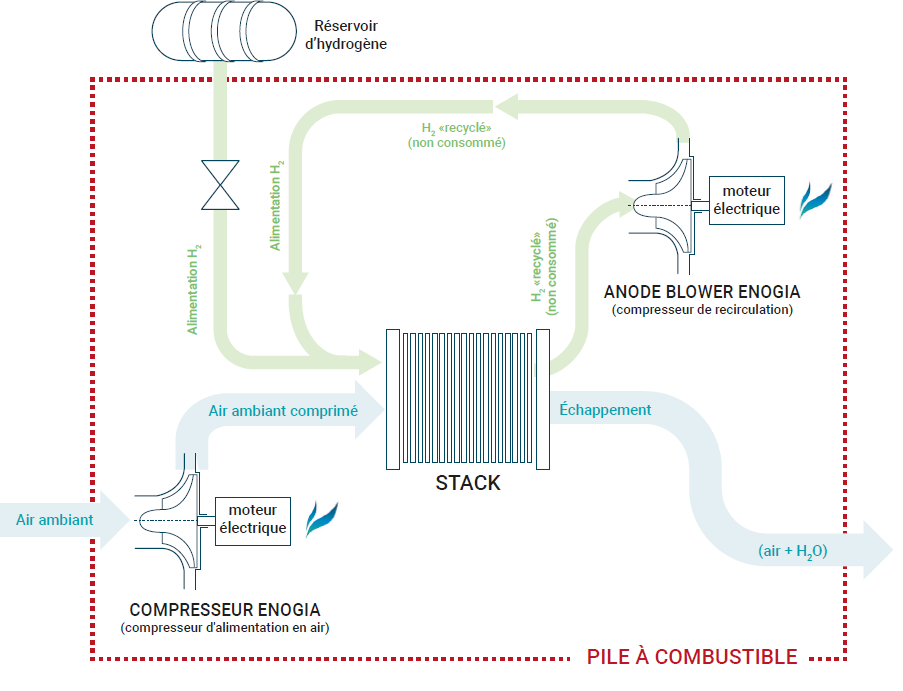 Réservoir
d'hydrogène
H2 «recyclé»
(non consommé)
Alimentation H2
Alimentation H2
H2 «recyclé»
(non consommé)
moteur
électrique
ANODE BLOWER ENOGIA
(compresseur de recirculation)
Air ambiant comprimé
Échappement
STACK
Air ambiant
moteur
électrique
(air + H2O)
COMPRESSEUR ENOGIA
(compresseur d'alimentation en air)
PILE À COMBUSTIBLE